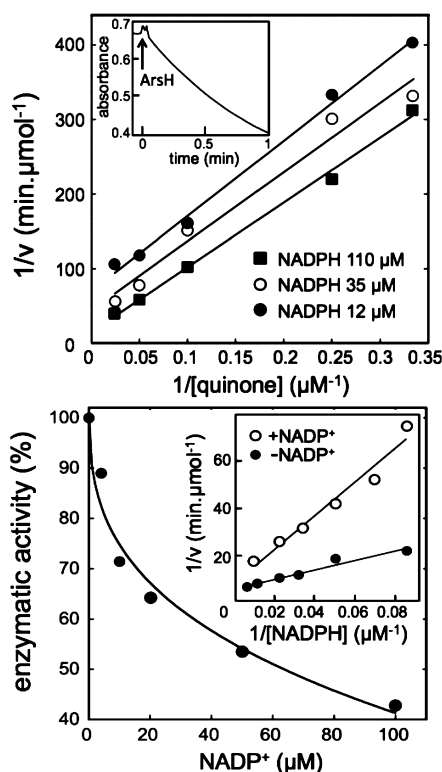 0.7
0.6
0.5
0.4
absorbance
ArsH
0 0.5 1
time (min)
400
300
200
100
0
1/v (min.µmol⁻¹)
NADPH 110 µM
NADPH 35 µM
NADPH 12 µM
0 0.05 0.1 0.15 0.2 0.25 0.3 0.35
1/[quinone] (µM⁻¹)
100
90
80
70
60
50
40
enzymatic activity (%)
+NADP⁺
−NADP⁺
60
40
20
1/v (min.µmol⁻¹)
0 0.02 0.04 0.06 0.08
1/[NADPH] (µM⁻¹)
0 20 40 60 80 100
NADP⁺ (µM)